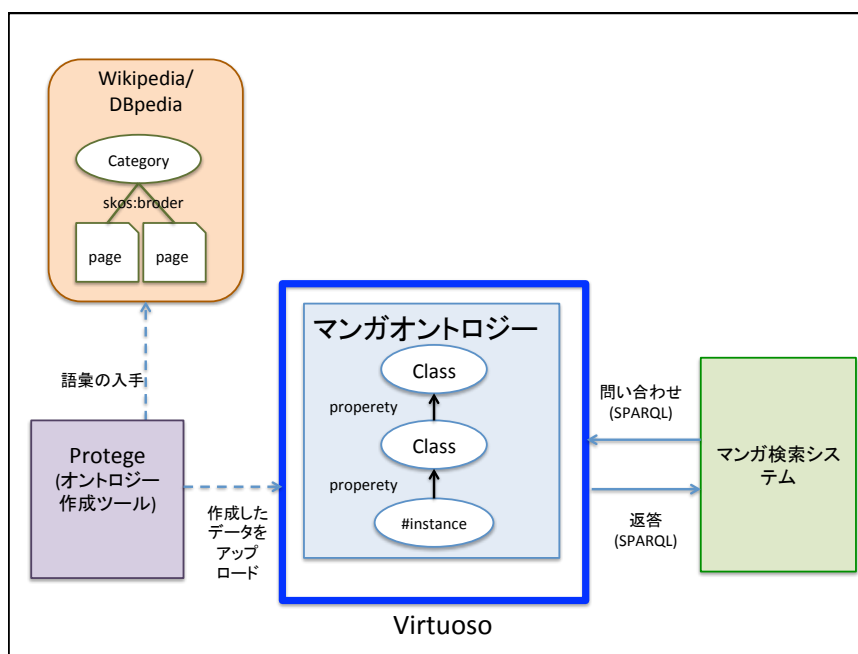 Wikipedia/
DBpedia
Category
skos:broder
page
page
語彙の入手
Protege
(オントロジー
作成ツール)
作成した
データを
アップ
ロード
マンガオントロジー
Class
properety
Class
properety
#instance
Virtuoso
問い合わせ
(SPARQL)
返答
(SPARQL)
マンガ検索シス
テム